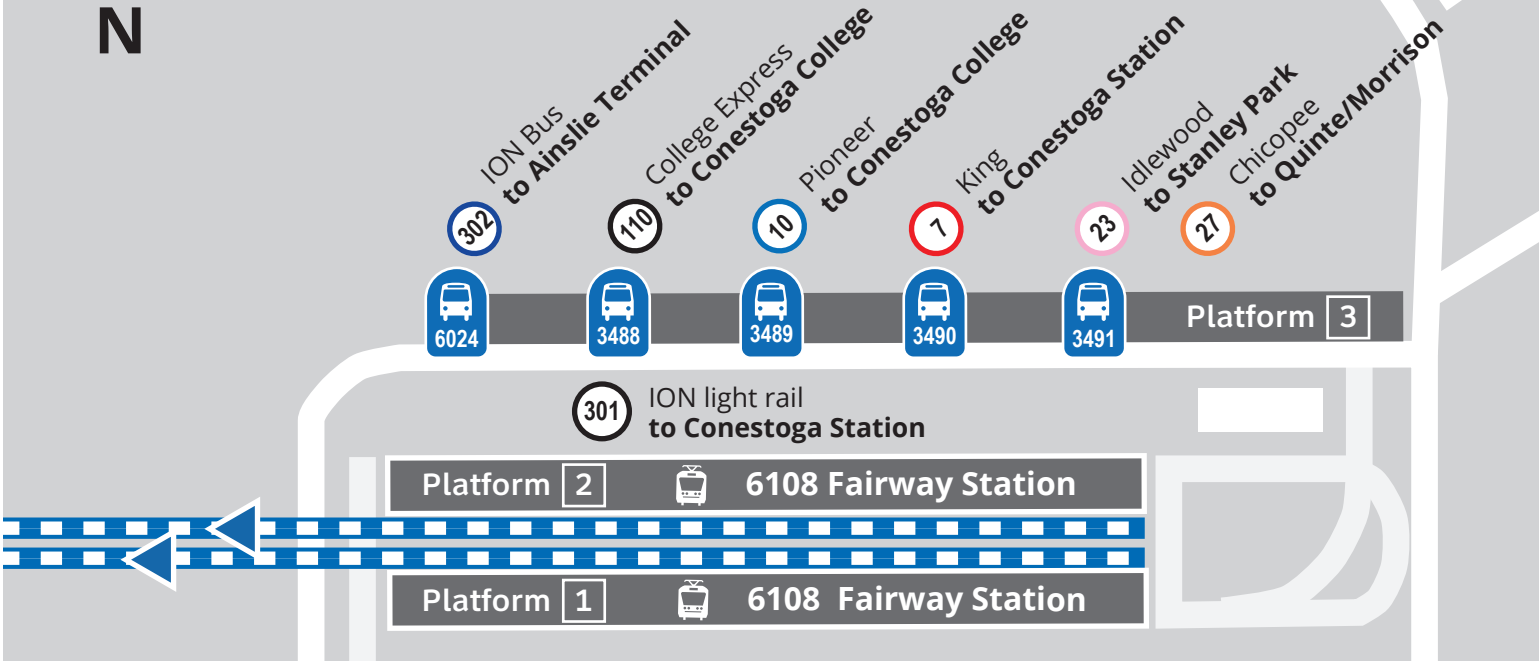 N
ION Bus
to Ainslie Terminal
College Express
to Conestoga College
Pioneer
to Conestoga College
King
to Conestoga Station
Idlewood
to Stanley Park
Chicopee
to Quinte/Morrison
302
110
10
7
23
27
6024
3488
3489
3490
3491
Platform 3
301
ION light rail
to Conestoga Station
Platform 2 6108 Fairway Station
Platform 1 6108 Fairway Station